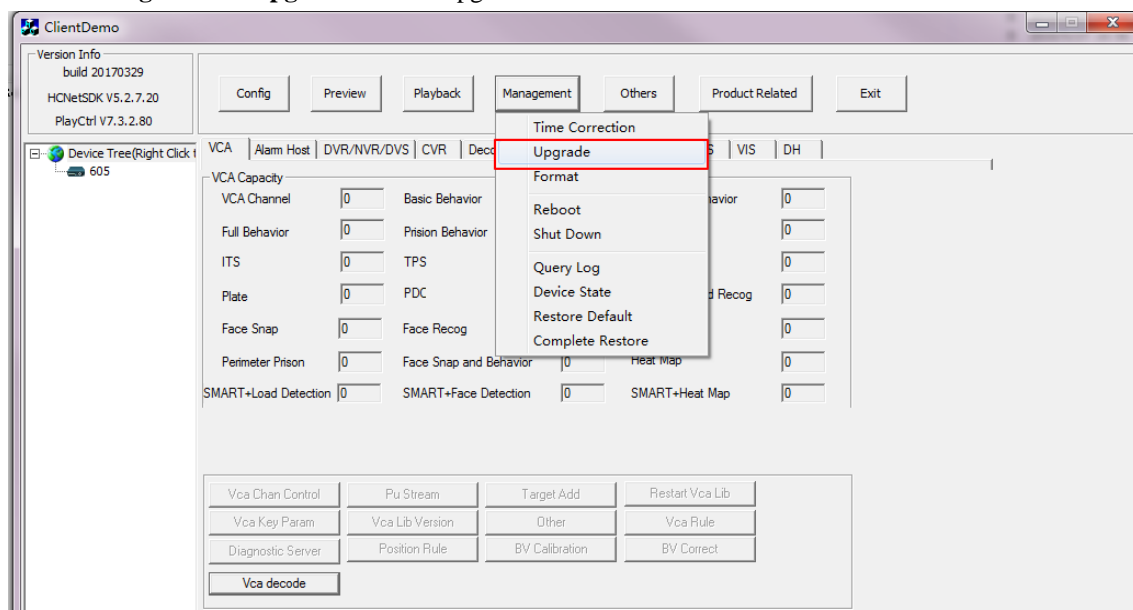 ClientDemo
Version Info
build 20170329
HCNetSDK V5.2.7.20
PlayCtrl V7.3.2.80
Config Preview Playback Management Others Product Related Exit
Device Tree(Right Click t
605
Time Correction
Upgrade
Format
Reboot
Shut Down
Query Log
Device State
Restore Default
Complete Restore
VCA Alarm Host DVR/NVR/DVS CVR VIS DH
VCA Capacity
VCA Channel 0 Basic Behavior 0
Full Behavior 0 Prision Behavior 0
ITS 0 TPS 0
Plate 0 PDC Recog 0
Face Snap 0 Face Recog 0
Perimeter Prison 0 Face Snap and Behavior 0 Heat Map 0
SMART+Load Detection 0 SMART+Face Detection 0 SMART+Heat Map 0
Vca Chan Control Pu Stream Target Add Restart Vca Lib
Vca Key Param Vca Lib Version Other Vca Rule
Diagnostic Server Position Rule BV Calibration BV Correct
Vca decode